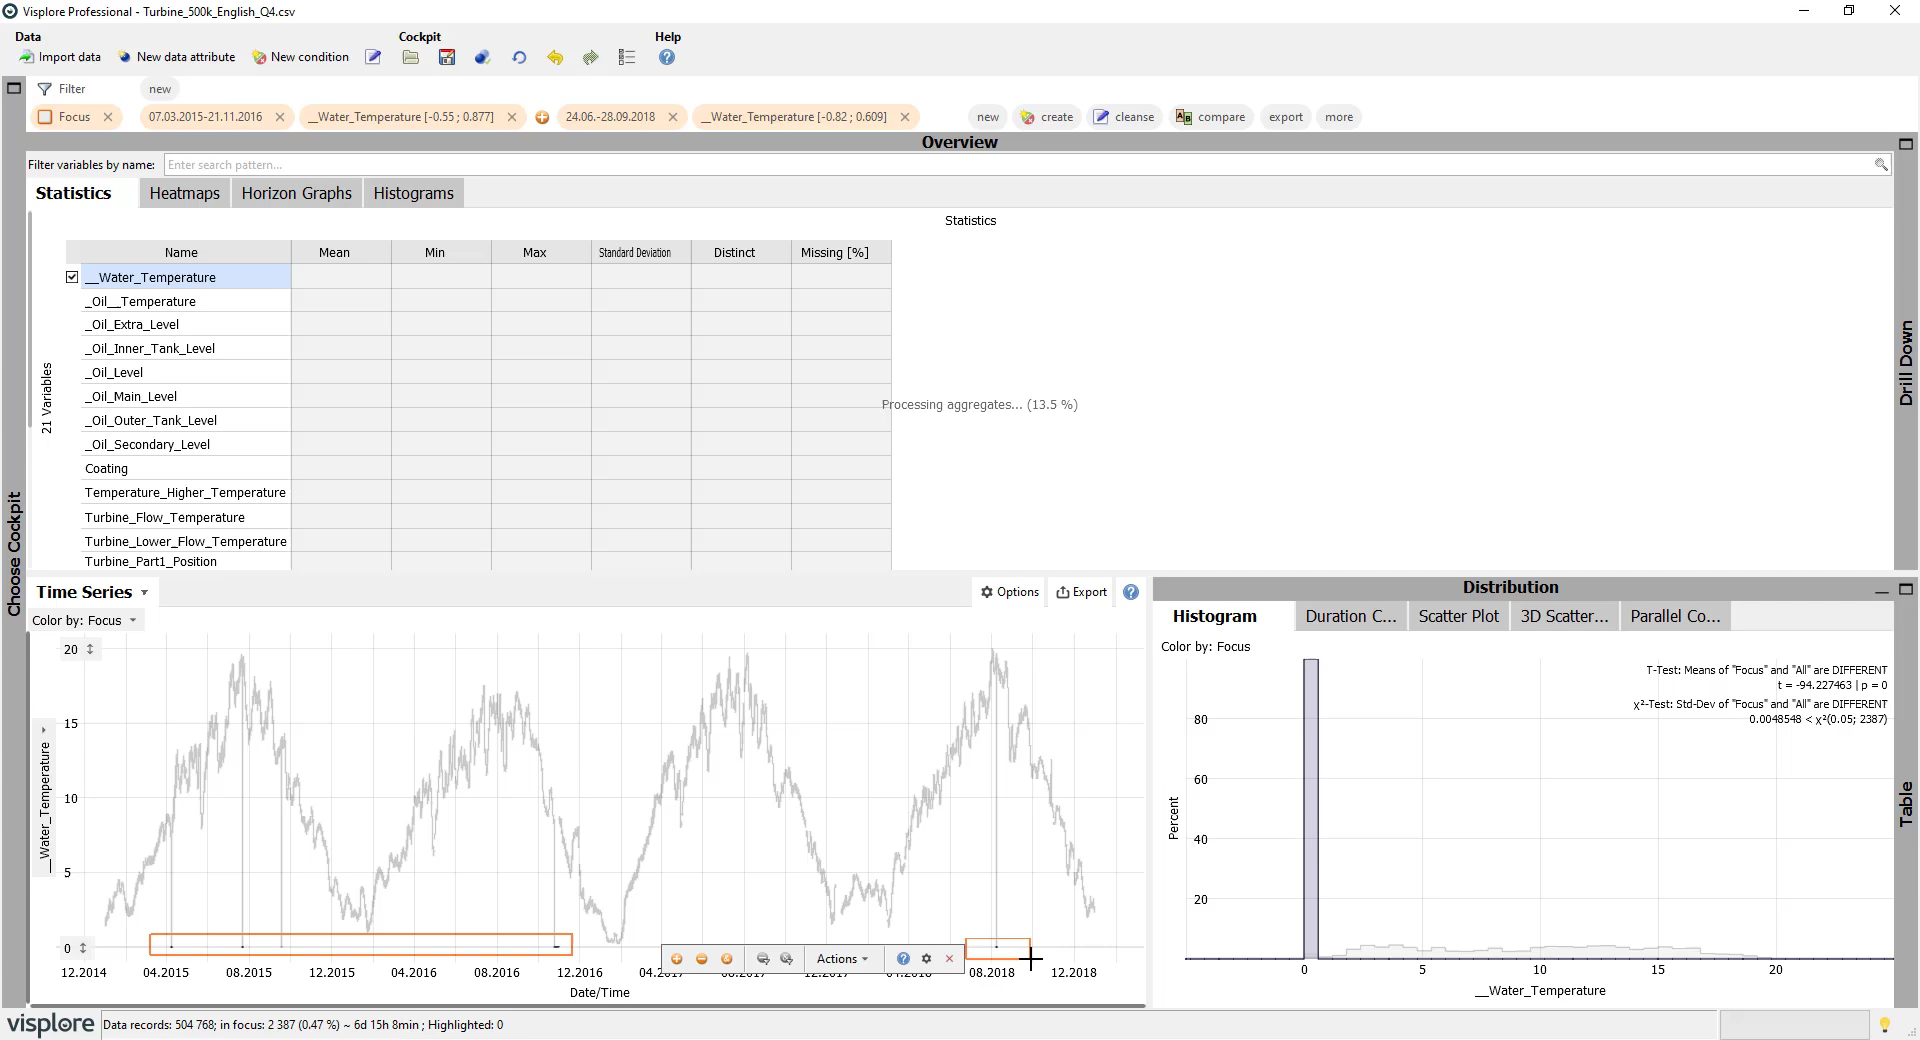 Visplore Professional - Turbine_500k_English_Q4.csv
Data
Cockpit
Help
Import data
New data attribute
New condition
Filter
new
Focus
07.03.2015-21.11.2016
__Water_Temperature [-0.55 ; 0.877]
24.06.-28.09.2018
__Water_Temperature [-0.82 ; 0.609]
new
create
cleanse
compare
export
more
Overview
Filter variables by name:
Enter search pattern...
Statistics
Heatmaps
Horizon Graphs
Histograms
Statistics
Name
Mean
Min
Max
Standard Deviation
Distinct
Missing [%]
__Water_Temperature
_Oil__Temperature
_Oil_Extra_Level
_Oil_Inner_Tank_Level
_Oil_Level
_Oil_Main_Level
_Oil_Outer_Tank_Level
_Oil_Secondary_Level
Coating
Temperature_Higher_Temperature
Turbine_Flow_Temperature
Turbine_Lower_Flow_Temperature
Turbine_Part1_Position
21 Variables
Processing aggregates... (13.5 %)
Choose Cockpit
Drill Down
Time Series
Options
Export
Color by: Focus
20
15
10
5
0
__Water_Temperature
12.2014
04.2015
08.2015
12.2015
04.2016
08.2016
12.2016
Actions
08.2018
12.2018
Date/Time
Distribution
Histogram
Duration C...
Scatter Plot
3D Scatter...
Parallel Co...
Color by: Focus
T-Test: Means of "Focus" and "All" are DIFFERENT
t = -94.227463 | p = 0
χ²-Test: Std-Dev of "Focus" and "All" are DIFFERENT
0.0048548 < χ²(0.05; 2387)
80
60
40
20
Percent
0
5
10
15
20
__Water_Temperature
Table
visplore
Data records: 504 768; in focus: 2 387 (0.47 %) ~ 6d 15h 8min ; Highlighted: 0